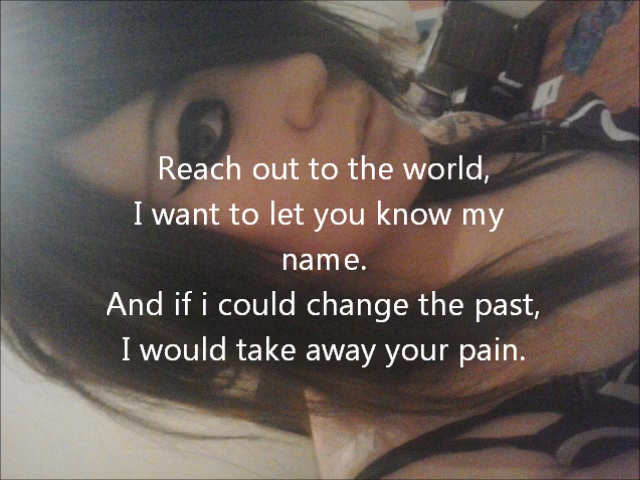 Reach out to the world,
I want to let you know my
name.
And if i could change the past,
I would take away your pain.